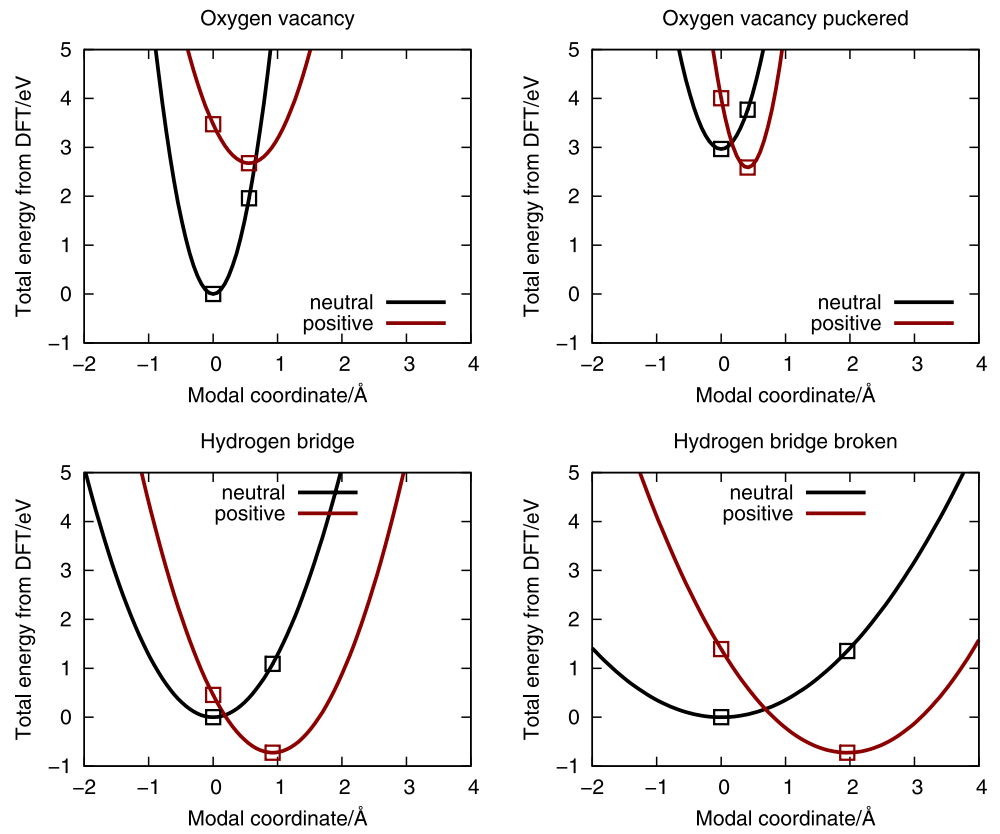 Oxygen vacancy
Total energy from DFT/eV
5
4
3
2
1
0
−1
neutral
positive
−2 −1 0 1 2 3 4
Modal coordinate/Å
Oxygen vacancy puckered
Total energy from DFT/eV
5
4
3
2
1
0
−1
neutral
positive
−2 −1 0 1 2 3 4
Modal coordinate/Å
Hydrogen bridge
Total energy from DFT/eV
5
4
3
2
1
0
−1
neutral
positive
−2 −1 0 1 2 3 4
Modal coordinate/Å
Hydrogen bridge broken
Total energy from DFT/eV
5
4
3
2
1
0
−1
neutral
positive
−2 −1 0 1 2 3 4
Modal coordinate/Å